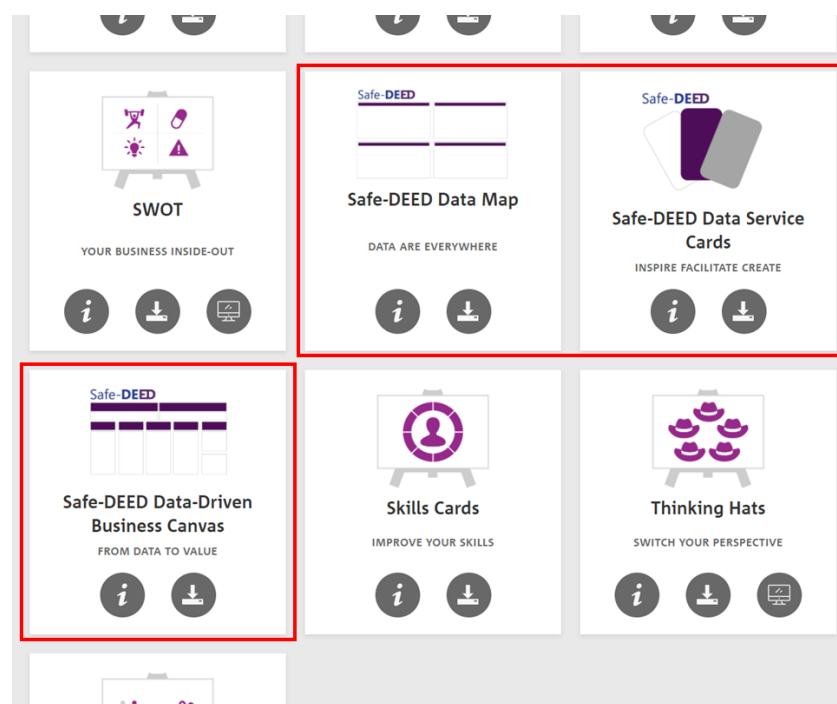 SWOT
YOUR BUSINESS INSIDE-OUT
Safe-DEED
Safe-DEED Data Map
DATA ARE EVERYWHERE
Safe-DEED
Safe-DEED Data Service
Cards
INSPIRE FACILITATE CREATE
Safe-DEED
Safe-DEED Data-Driven
Business Canvas
FROM DATA TO VALUE
Skills Cards
IMPROVE YOUR SKILLS
Thinking Hats
SWITCH YOUR PERSPECTIVE